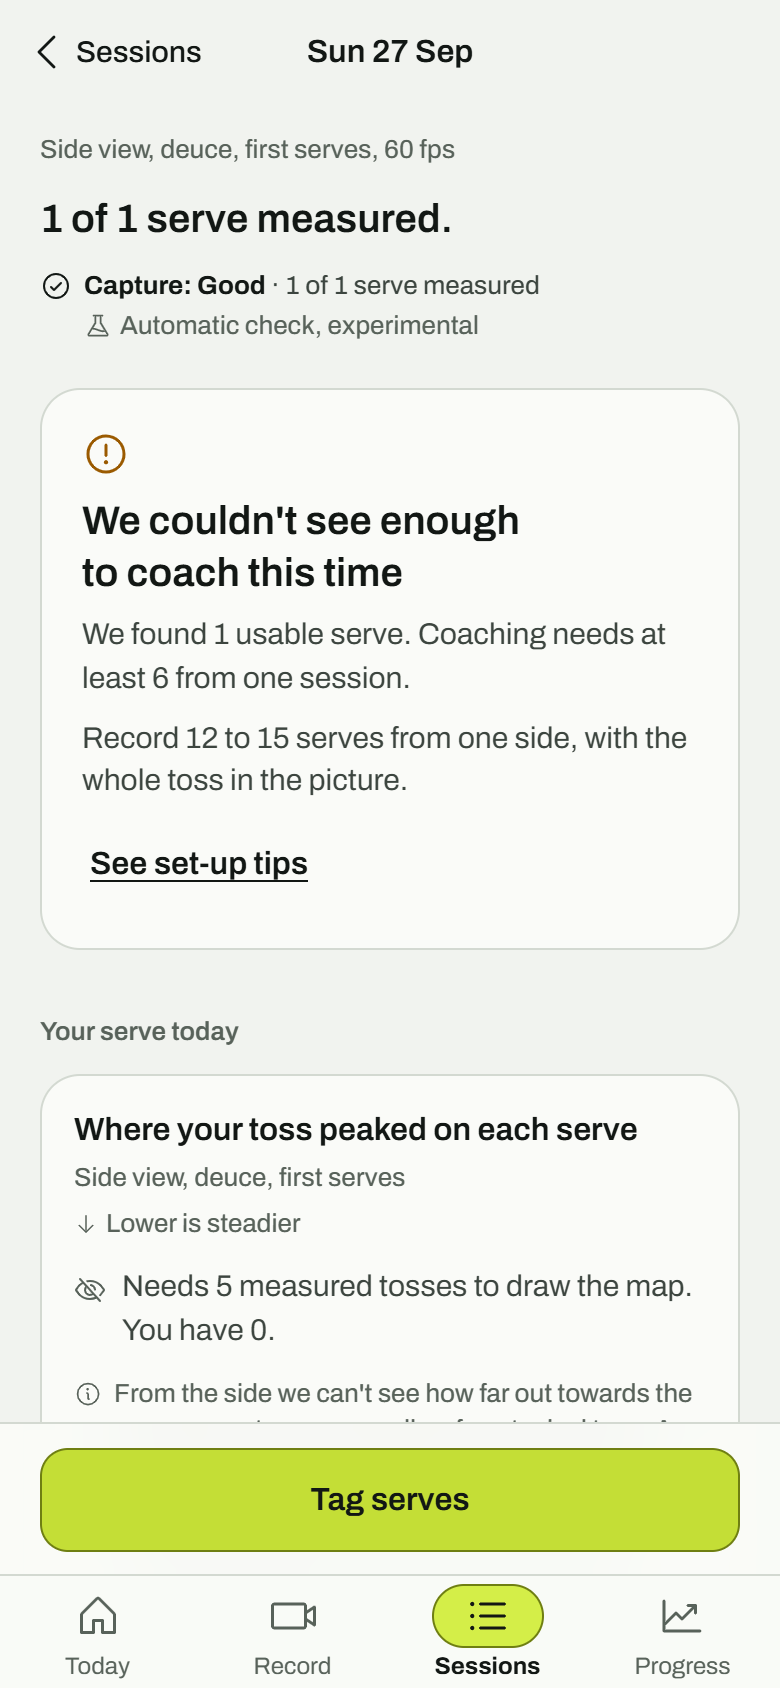 Sessions
Sun 27 Sep
Side view, deuce, first serves, 60 fps
1 of 1 serve measured.
Capture: Good · 1 of 1 serve measured
Automatic check, experimental
We couldn't see enough
to coach this time
We found 1 usable serve. Coaching needs at
least 6 from one session.
Record 12 to 15 serves from one side, with the
whole toss in the picture.
See set-up tips
Your serve today
Where your toss peaked on each serve
Side view, deuce, first serves
Lower is steadier
Needs 5 measured tosses to draw the map.
You have 0.
From the side we can't see how far out towards the
Tag serves
Today
Record
Sessions
Progress